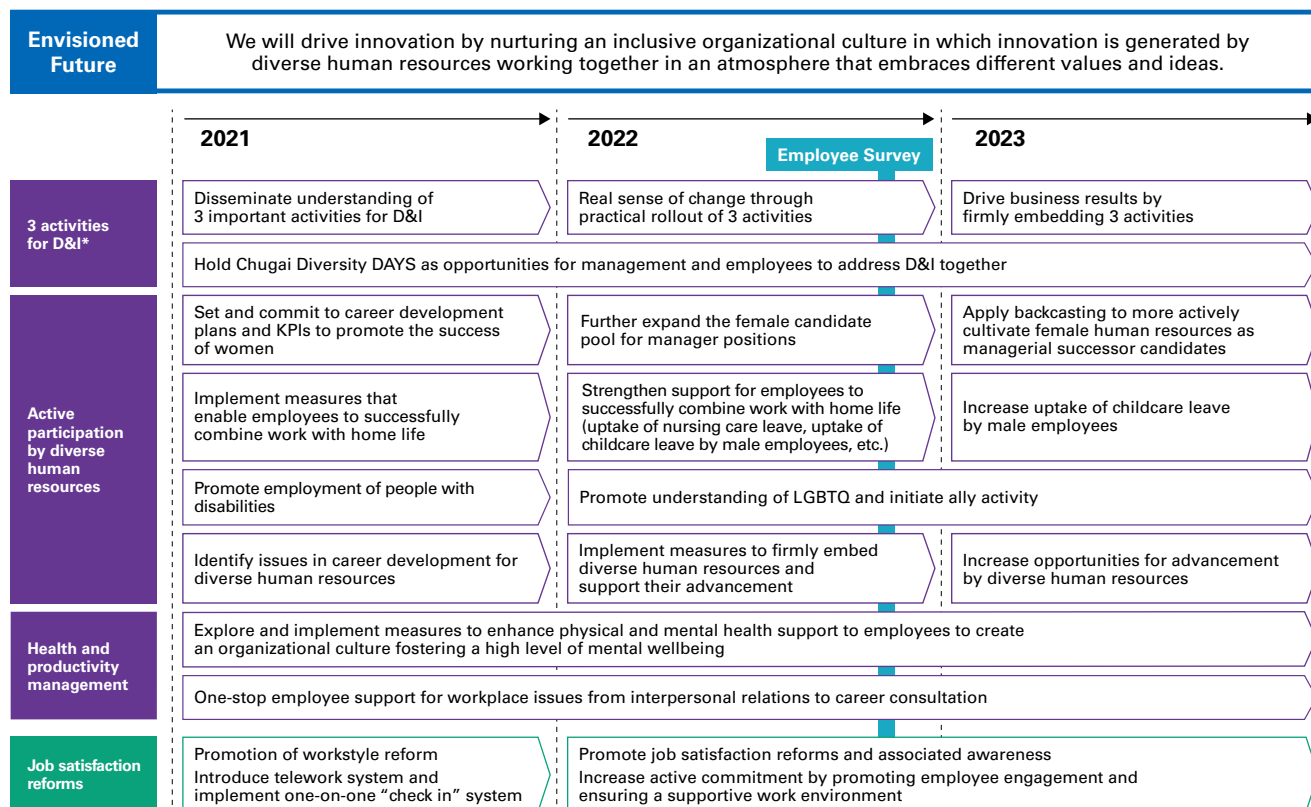 Envisioned
Future
We will drive innovation by nurturing an inclusive organizational culture in which innovation is generated by
diverse human resources working together in an atmosphere that embraces different values and ideas.
2021
2022
2023
Employee Survey
3 activities
for D&I*
Disseminate understanding of
3 important activities for D&I
Real sense of change through
practical rollout of 3 activities
Drive business results by
firmly embedding 3 activities
Hold Chugai Diversity DAYS as opportunities for management and employees to address D&I together
Active
participation
by diverse
human
resources
Set and commit to career development
plans and KPIs to promote the success
of women
Further expand the female candidate
pool for manager positions
Apply backcasting to more actively
cultivate female human resources as
managerial successor candidates
Implement measures that
enable employees to successfully
combine work with home life
Strengthen support for employees to
successfully combine work with home life
(uptake of nursing care leave, uptake of
childcare leave by male employees, etc.)
Increase uptake of childcare leave
by male employees
Promote employment of people with
disabilities
Promote understanding of LGBTQ and initiate ally activity
Identify issues in career development for
diverse human resources
Implement measures to firmly embed
diverse human resources and
support their advancement
Increase opportunities for advancement
by diverse human resources
Health and
productivity
management
Explore and implement measures to enhance physical and mental health support to employees to create
an organizational culture fostering a high level of mental wellbeing
One-stop employee support for workplace issues from interpersonal relations to career consultation
Job satisfaction
reforms
Promotion of workstyle reform
Introduce telework system and
implement one-on-one “check in” system
Promote job satisfaction reforms and associated awareness
Increase active commitment by promoting employee engagement and
ensuring a supportive work environment